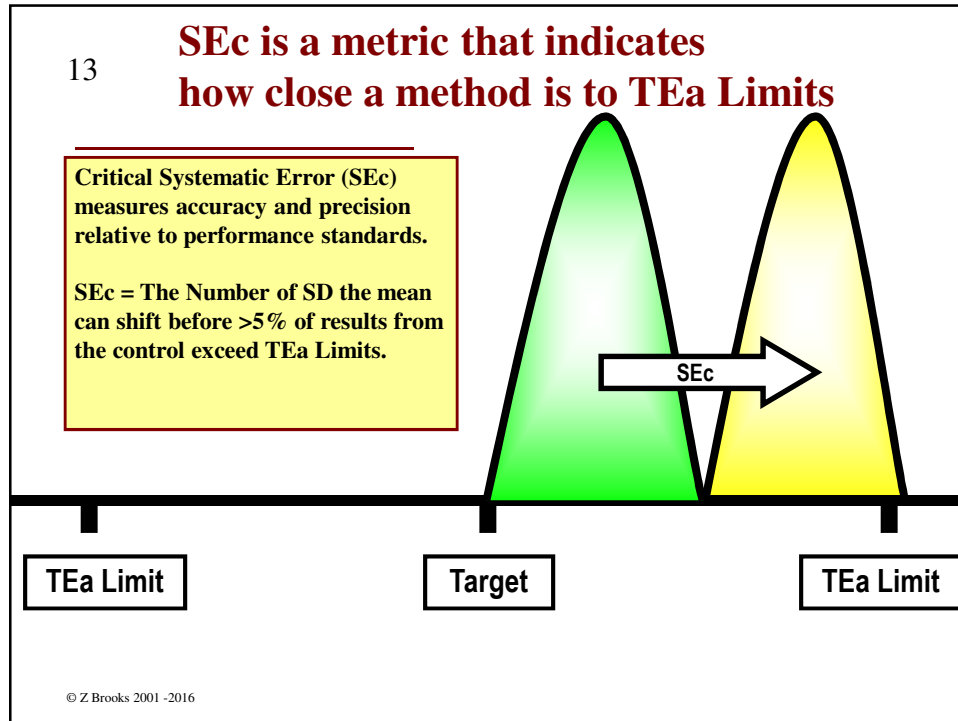 13
SEc is a metric that indicates
how close a method is to TEa Limits
Critical Systematic Error (SEc)
measures accuracy and precision
relative to performance standards.
SEc = The Number of SD the mean
can shift before >5% of results from
the control exceed TEa Limits.
SEc
TEa Limit
Target
TEa Limit
© Z Brooks 2001 -2016